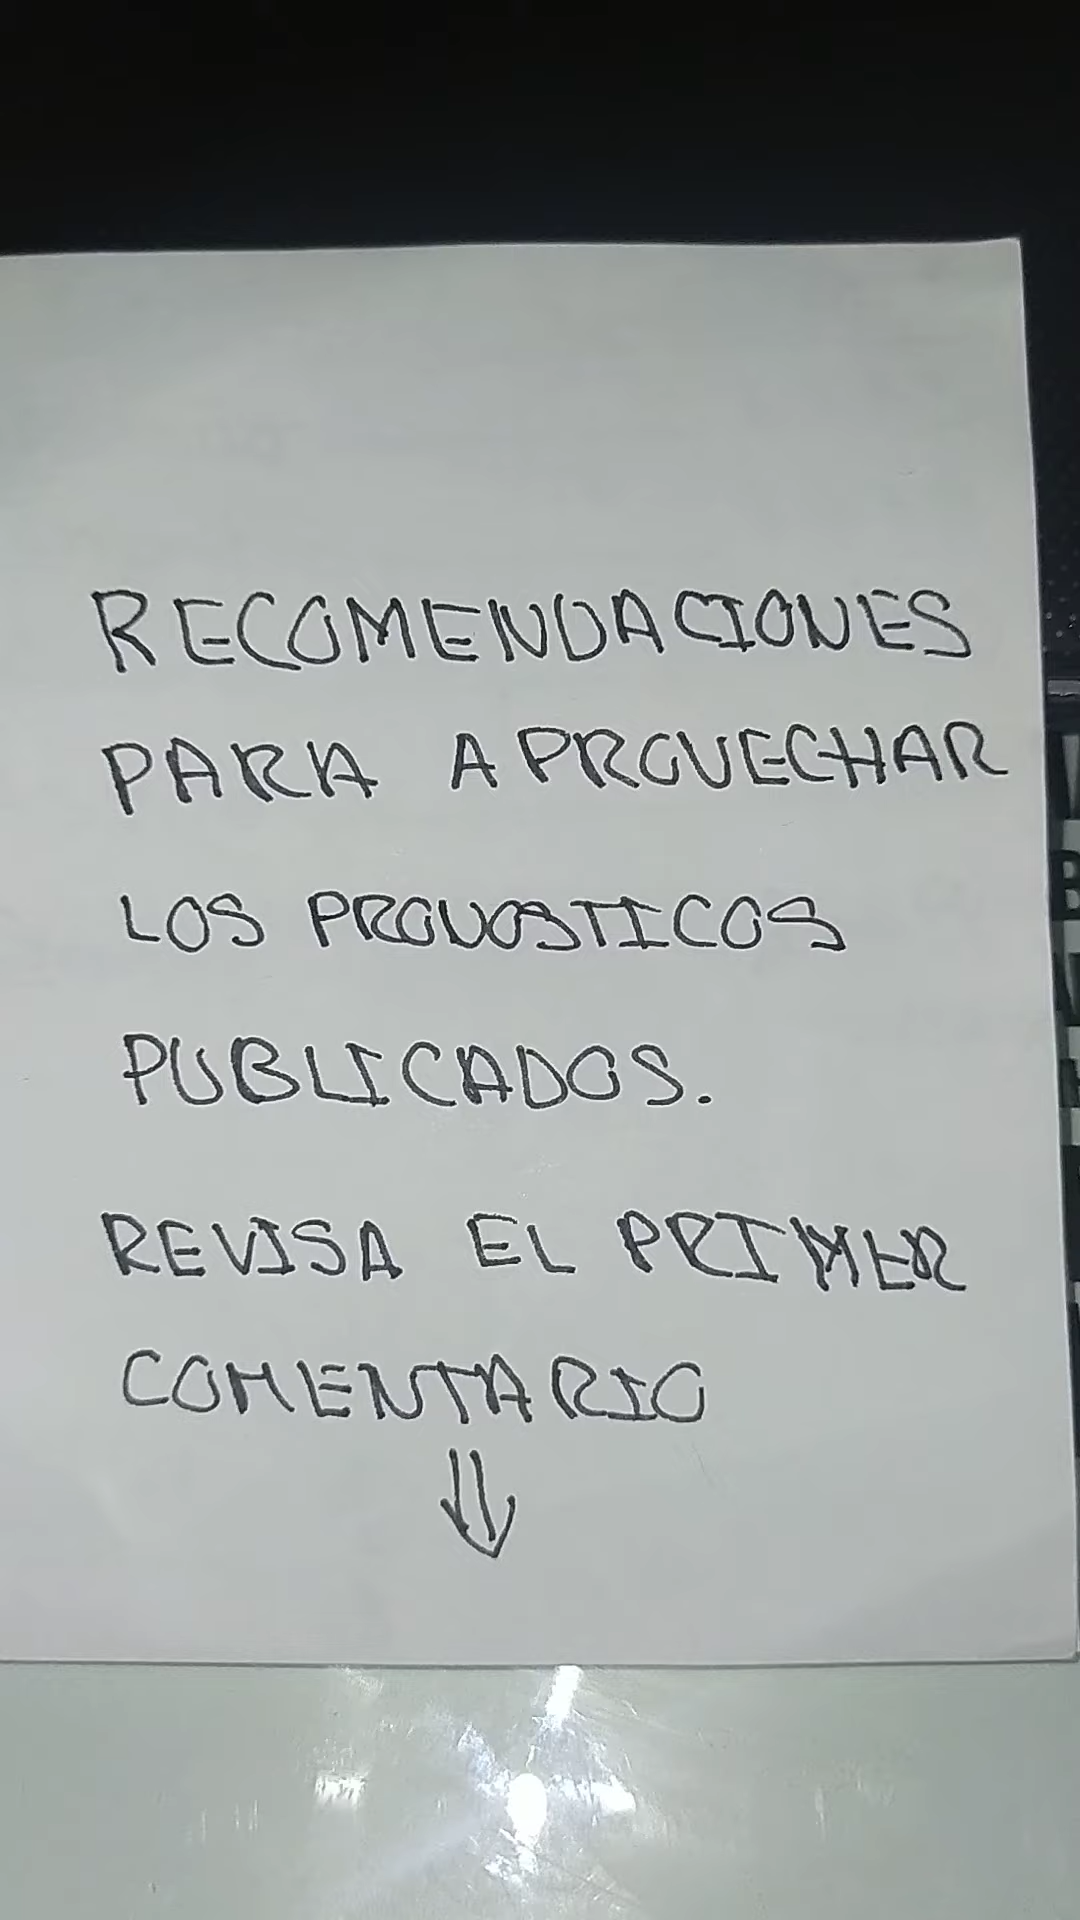 RECOMENDACIONES
PARA APROVECHAR
LOS PRONOSTICOS
PUBLICADOS.
REVISA EL PRIMER
COMENTARIO